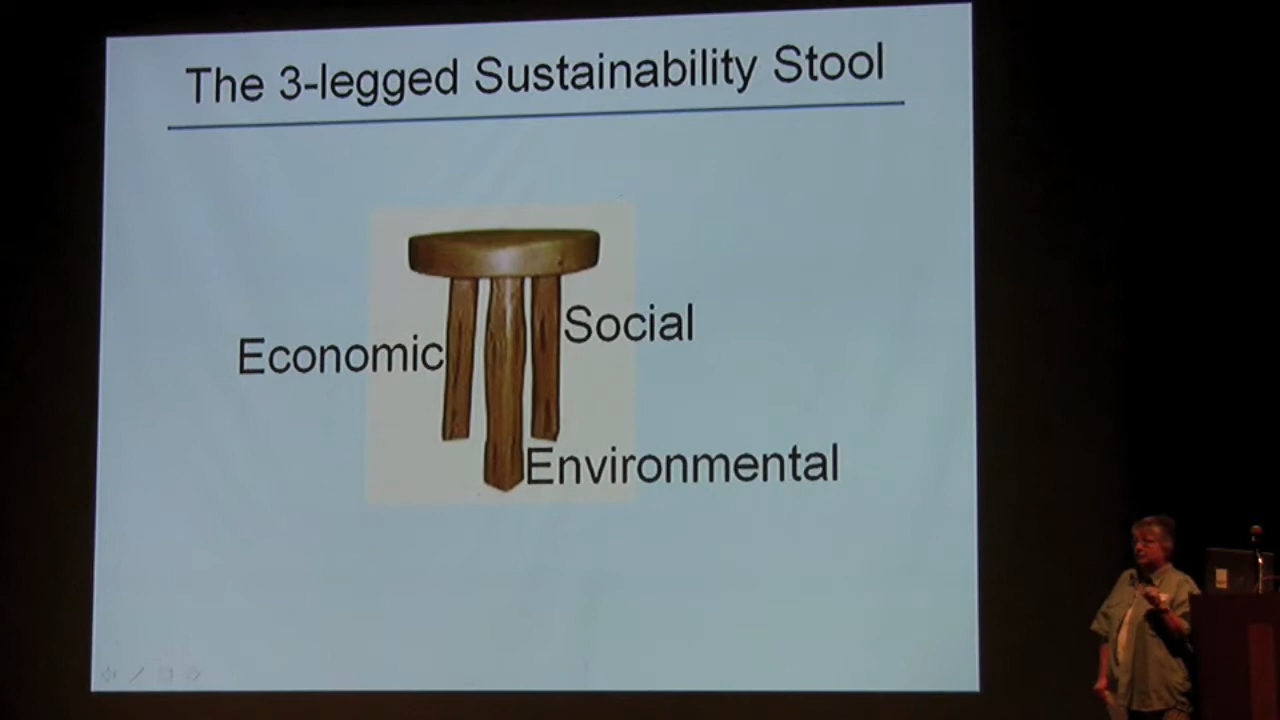 The 3-legged Sustainability Stool
Social
Economic
Environmental